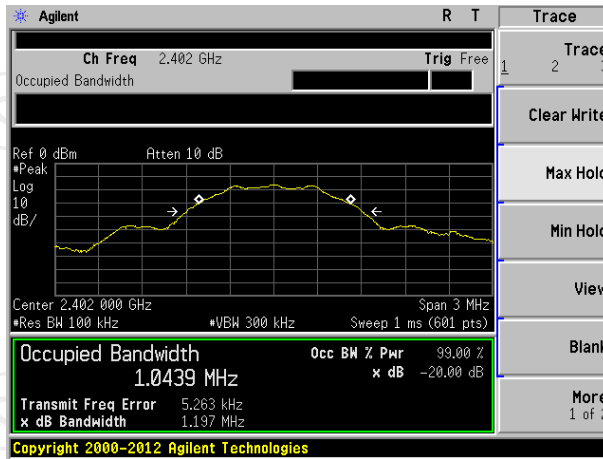 Agilent R T Trace
Ch Freq 2.402 GHz Trig Free
Occupied Bandwidth
Trace
1 2
Clear Write
Max Hold
Min Hold
View
Blank
More
1 of 2
Ref 0 dBm Atten 10 dB
#Peak
Log
10
dB/
Center 2.402 000 GHz Span 3 MHz
#Res BW 100 kHz #VBW 300 kHz Sweep 1 ms (601 pts)
Occupied Bandwidth Occ BW % Pwr 99.00 %
1.0439 MHz x dB -20.00 dB
Transmit Freq Error 5.263 kHz
x dB Bandwidth 1.197 MHz
Copyright 2000-2012 Agilent Technologies